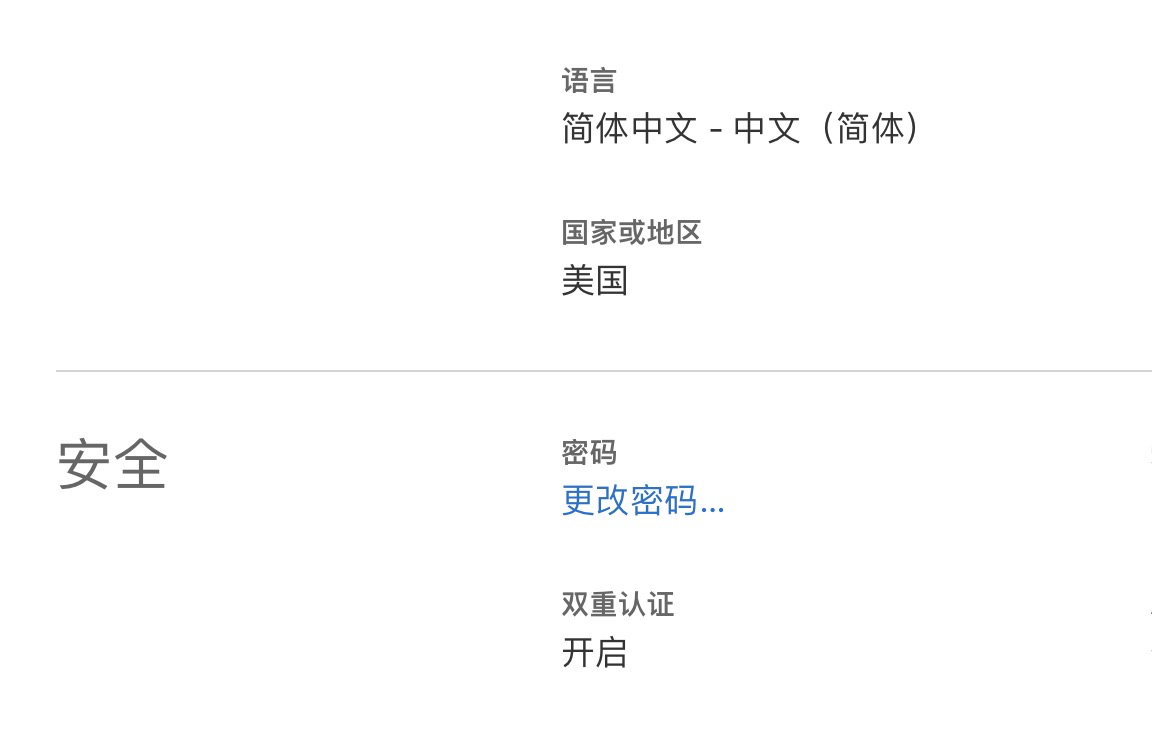 语言
简体中文 - 中文（简体）
国家或地区
美国
安全
密码
更改密码...
双重认证
开启